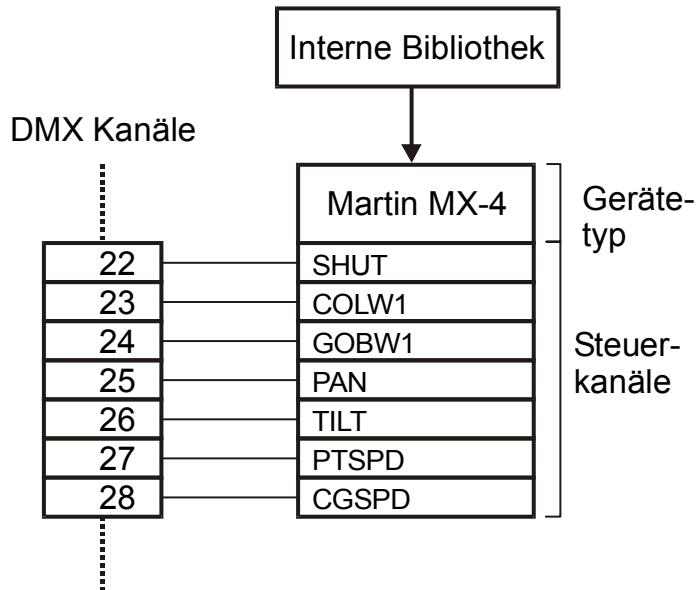 Interne Bibliothek
DMX Kanäle
Martin MX-4
Geräte-
typ
22 SHUT
23 COLW1
24 GOBW1
25 PAN
26 TILT
27 PTSPD
28 CGSPD
Steuer-
kanäle